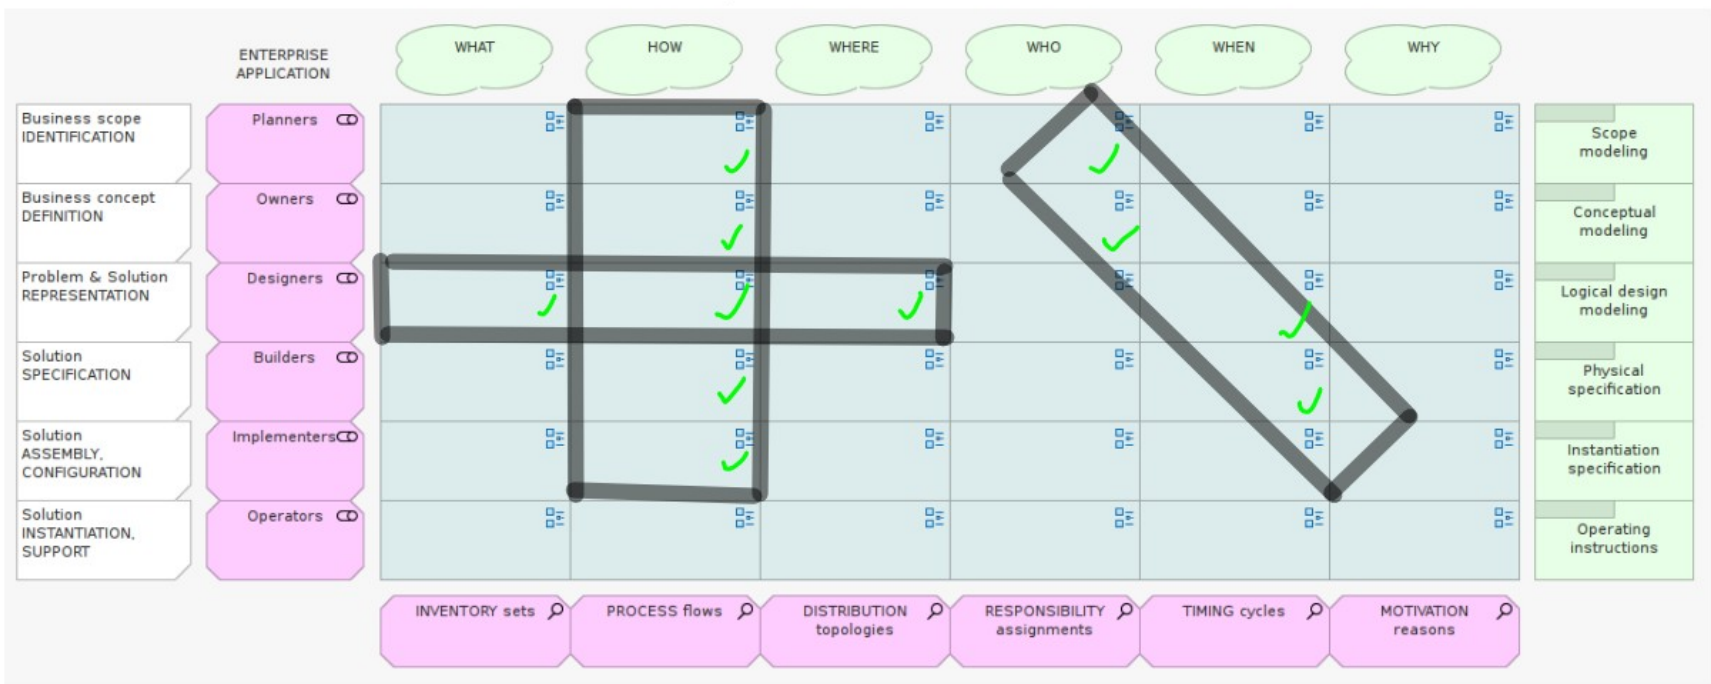 WHAT
HOW
WHERE
WHO
WHEN
WHY
ENTERPRISE
APPLICATION
Business scope
IDENTIFICATION
Planners
Scope
modeling
Business concept
DEFINITION
Owners
Conceptual
modeling
Problem & Solution
REPRESENTATION
Designers
Logical design
modeling
Solution
SPECIFICATION
Builders
Physical
specification
Solution
ASSEMBLY,
CONFIGURATION
Implementers
Instantiation
specification
Solution
INSTANTIATION,
SUPPORT
Operators
Operating
instructions
INVENTORY sets
PROCESS flows
DISTRIBUTION
topologies
RESPONSIBILITY
assignments
TIMING cycles
MOTIVATION
reasons